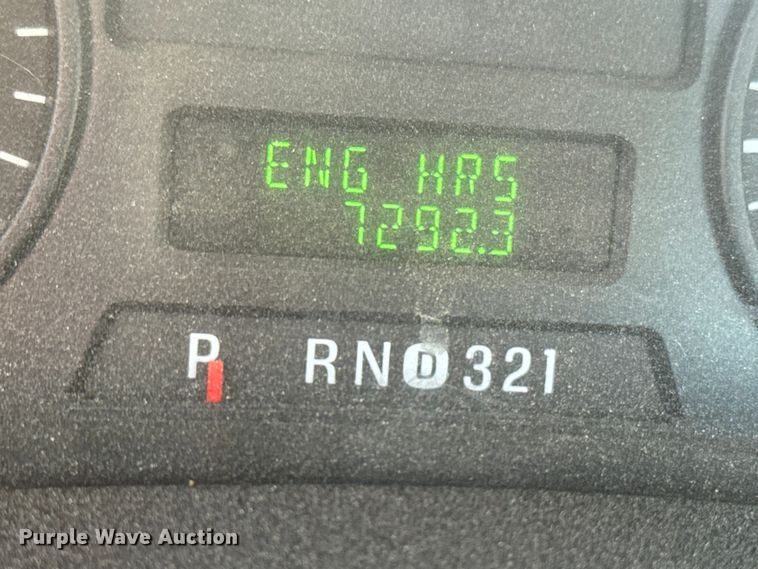 ENG HRS
7292.3
P RND321
Purple Wave Auction